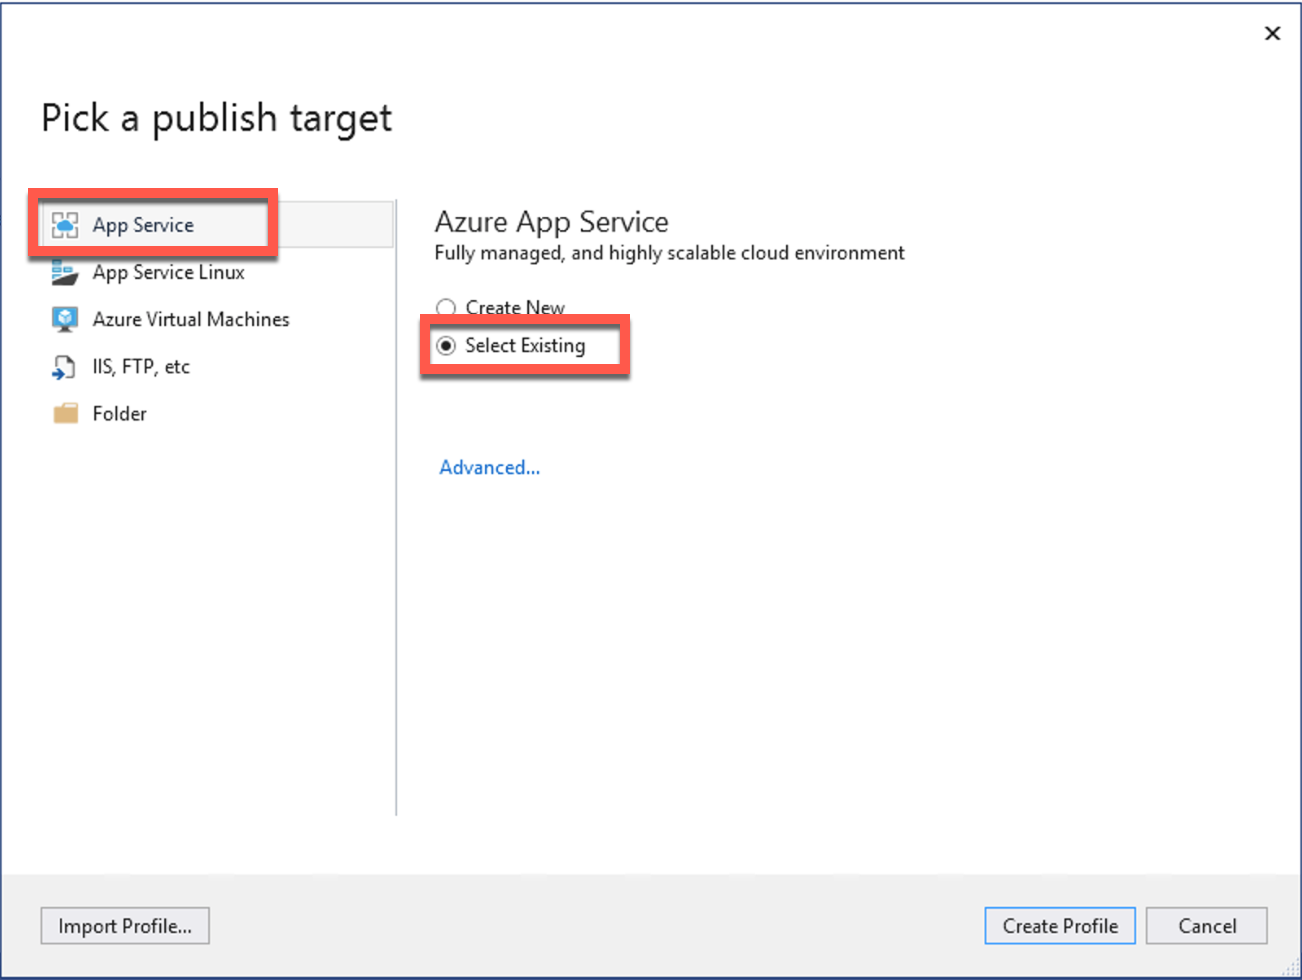 Pick a publish target
App Service
App Service Linux
Azure Virtual Machines
IIS, FTP, etc
Folder
Azure App Service
Fully managed, and highly scalable cloud environment
Create New
Select Existing
Advanced...
Import Profile...
Create Profile
Cancel